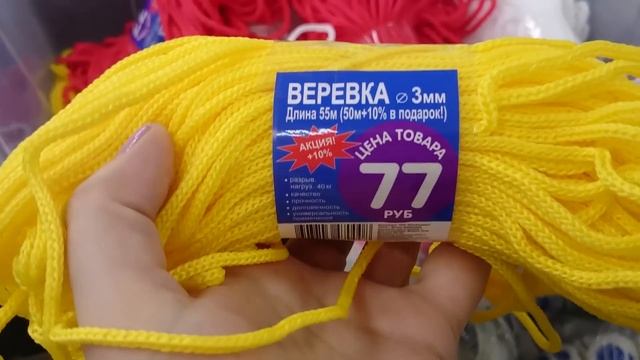 ВЕРЕВКА ⌀ 3мм
Длина 55м (50м+10% в подарок!)
АКЦИЯ!
+10%
ЦЕНА ТОВАРА
77
РУБ
• разрыв.
нагруз. 40 кг
• качество
• прочность
• долговечность
• универсальность
применения